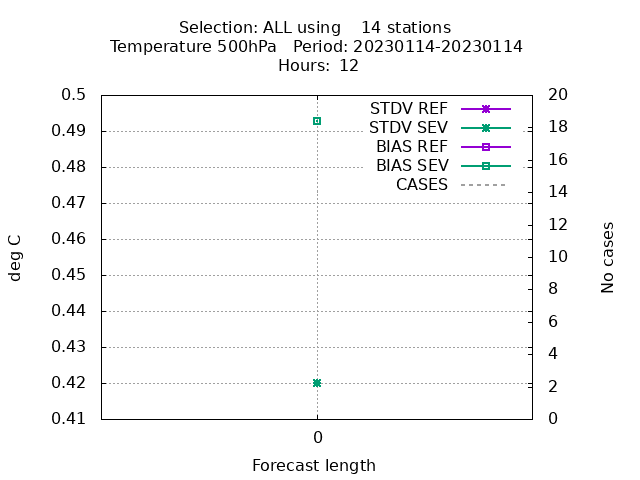 Selection: ALL using    14 stations
Temperature 500hPa   Period: 20230114-20230114
Hours: 12
0.5
0.49
0.48
0.47
0.46
0.45
0.44
0.43
0.42
0.41
deg C
STDV REF
STDV SEV
BIAS REF
BIAS SEV
CASES
20
18
16
14
12
10
8
6
4
2
0
No cases
0
Forecast length